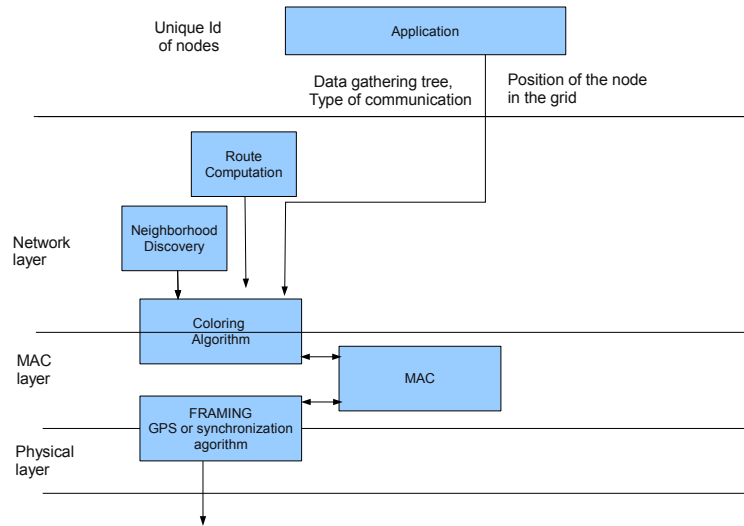 Unique Id
of nodes
Application
Data gathering tree,
Type of communication
Position of the node
in the grid
Route
Computation
Neighborhood
Discovery
Network
layer
Coloring
Algorithm
MAC
layer
MAC
FRAMING
GPS or synchronization
agorithm
Physical
layer